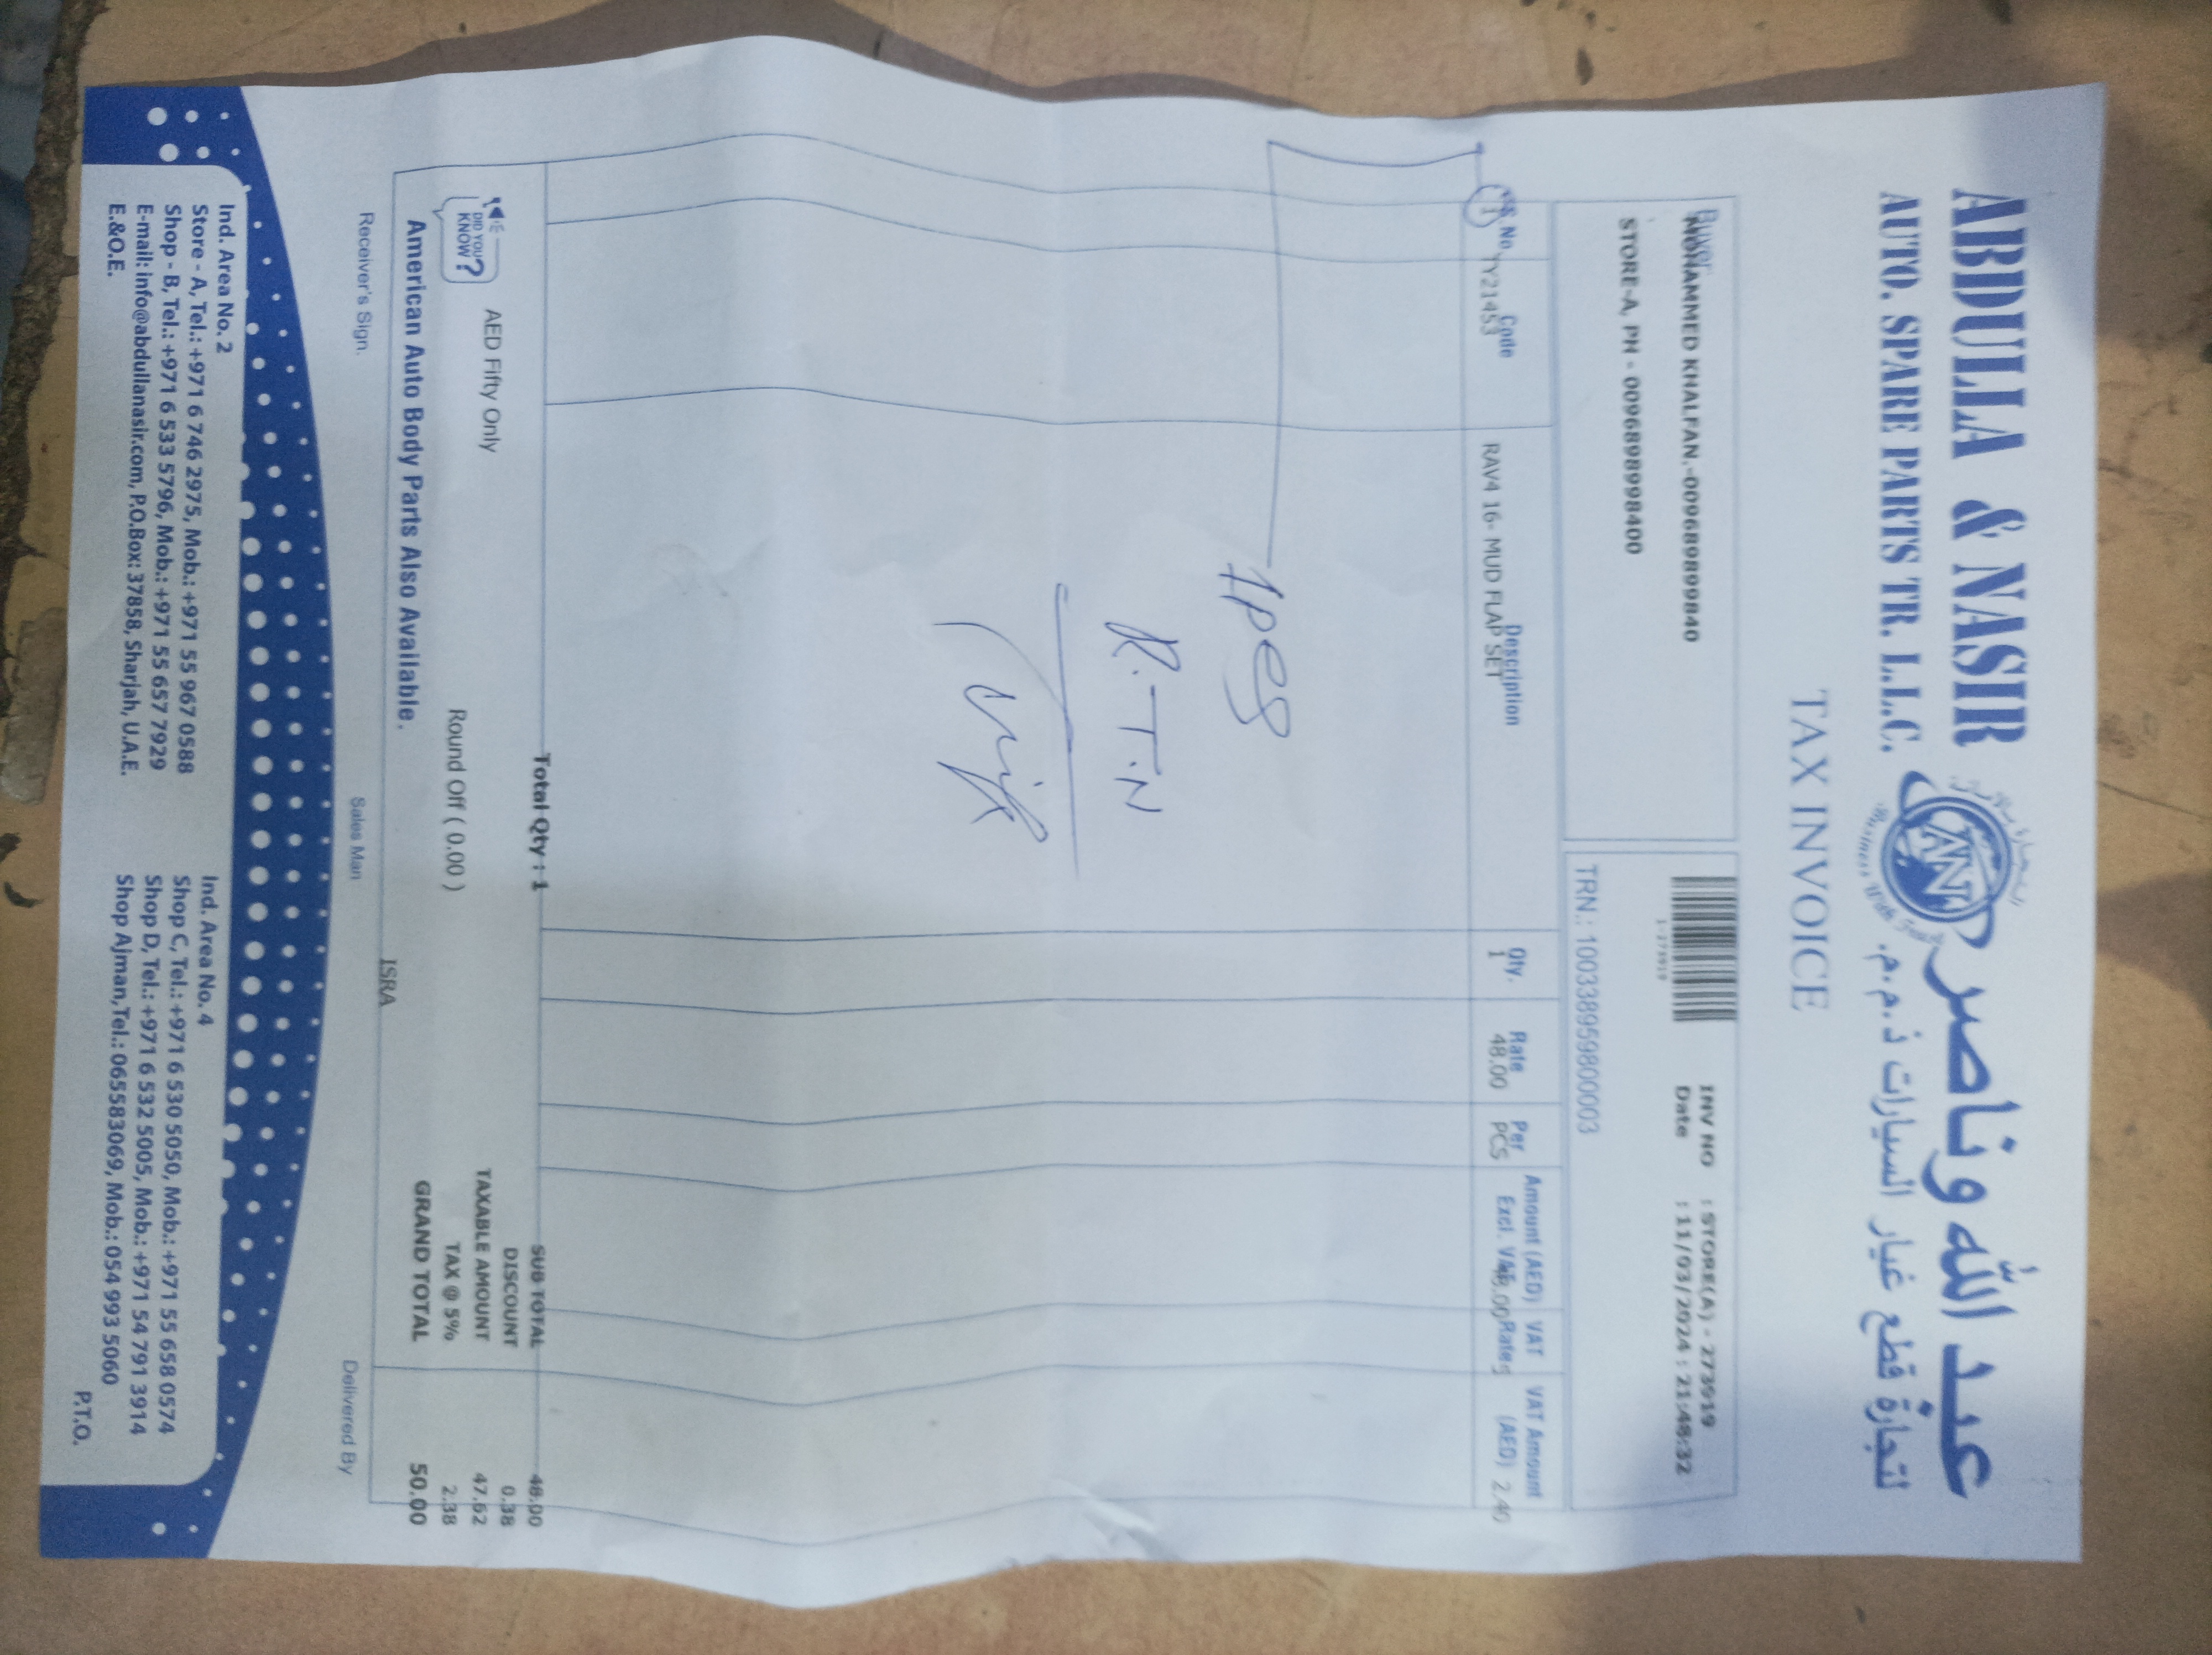 ABDULLA & NASIR
عبد الله وناصر
AUTO. SPARE PARTS TR. L.L.C.
لتجارة قطع غيار السيارات ذ.م.م.
AN
TAX INVOICE
Buyer
MOHAMMED KHALFAN.-0096898999840
STORE-A, PH - 00968989998400
1-273919
INV NO : STORE(A) - 273919
Date : 11/03/2024 : 21:48:32
TRN.: 100338959800003
S. No. Code Description Qty. Rate Per Amount (AED) Excl. VAT VAT Rates VAT Amount (AED)
1 TY21453 RAV4 16- MUD FLAP SET 1 48.00 PCS 48.00 2.40
1pcs
R.T.N
Total Qty : 1
SUB TOTAL 48.00
DISCOUNT 0.38
TAXABLE AMOUNT 47.62
TAX @ 5% 2.38
GRAND TOTAL 50.00
DID YOU KNOW?
AED Fifty Only
Round Off ( 0.00 )
American Auto Body Parts Also Available.
ISRA
Receiver's Sign. Sales Man Delivered By
Ind. Area No. 2
Store - A, Tel.: +971 6 746 2975, Mob.: +971 55 967 0588
Shop - B, Tel.: +971 6 533 5796, Mob.: +971 55 657 7929
E-mail: info@abdullanasir.com, P.O.Box: 37858, Sharjah, U.A.E.
E.&O.E.
Ind. Area No. 4
Shop C, Tel.: +971 6 530 5050, Mob.: +971 55 658 0574
Shop D, Tel.: +971 6 532 5005, Mob.: +971 54 791 3914
Shop Ajman, Tel.: 065583069, Mob.: 054 993 5060
P.T.O.